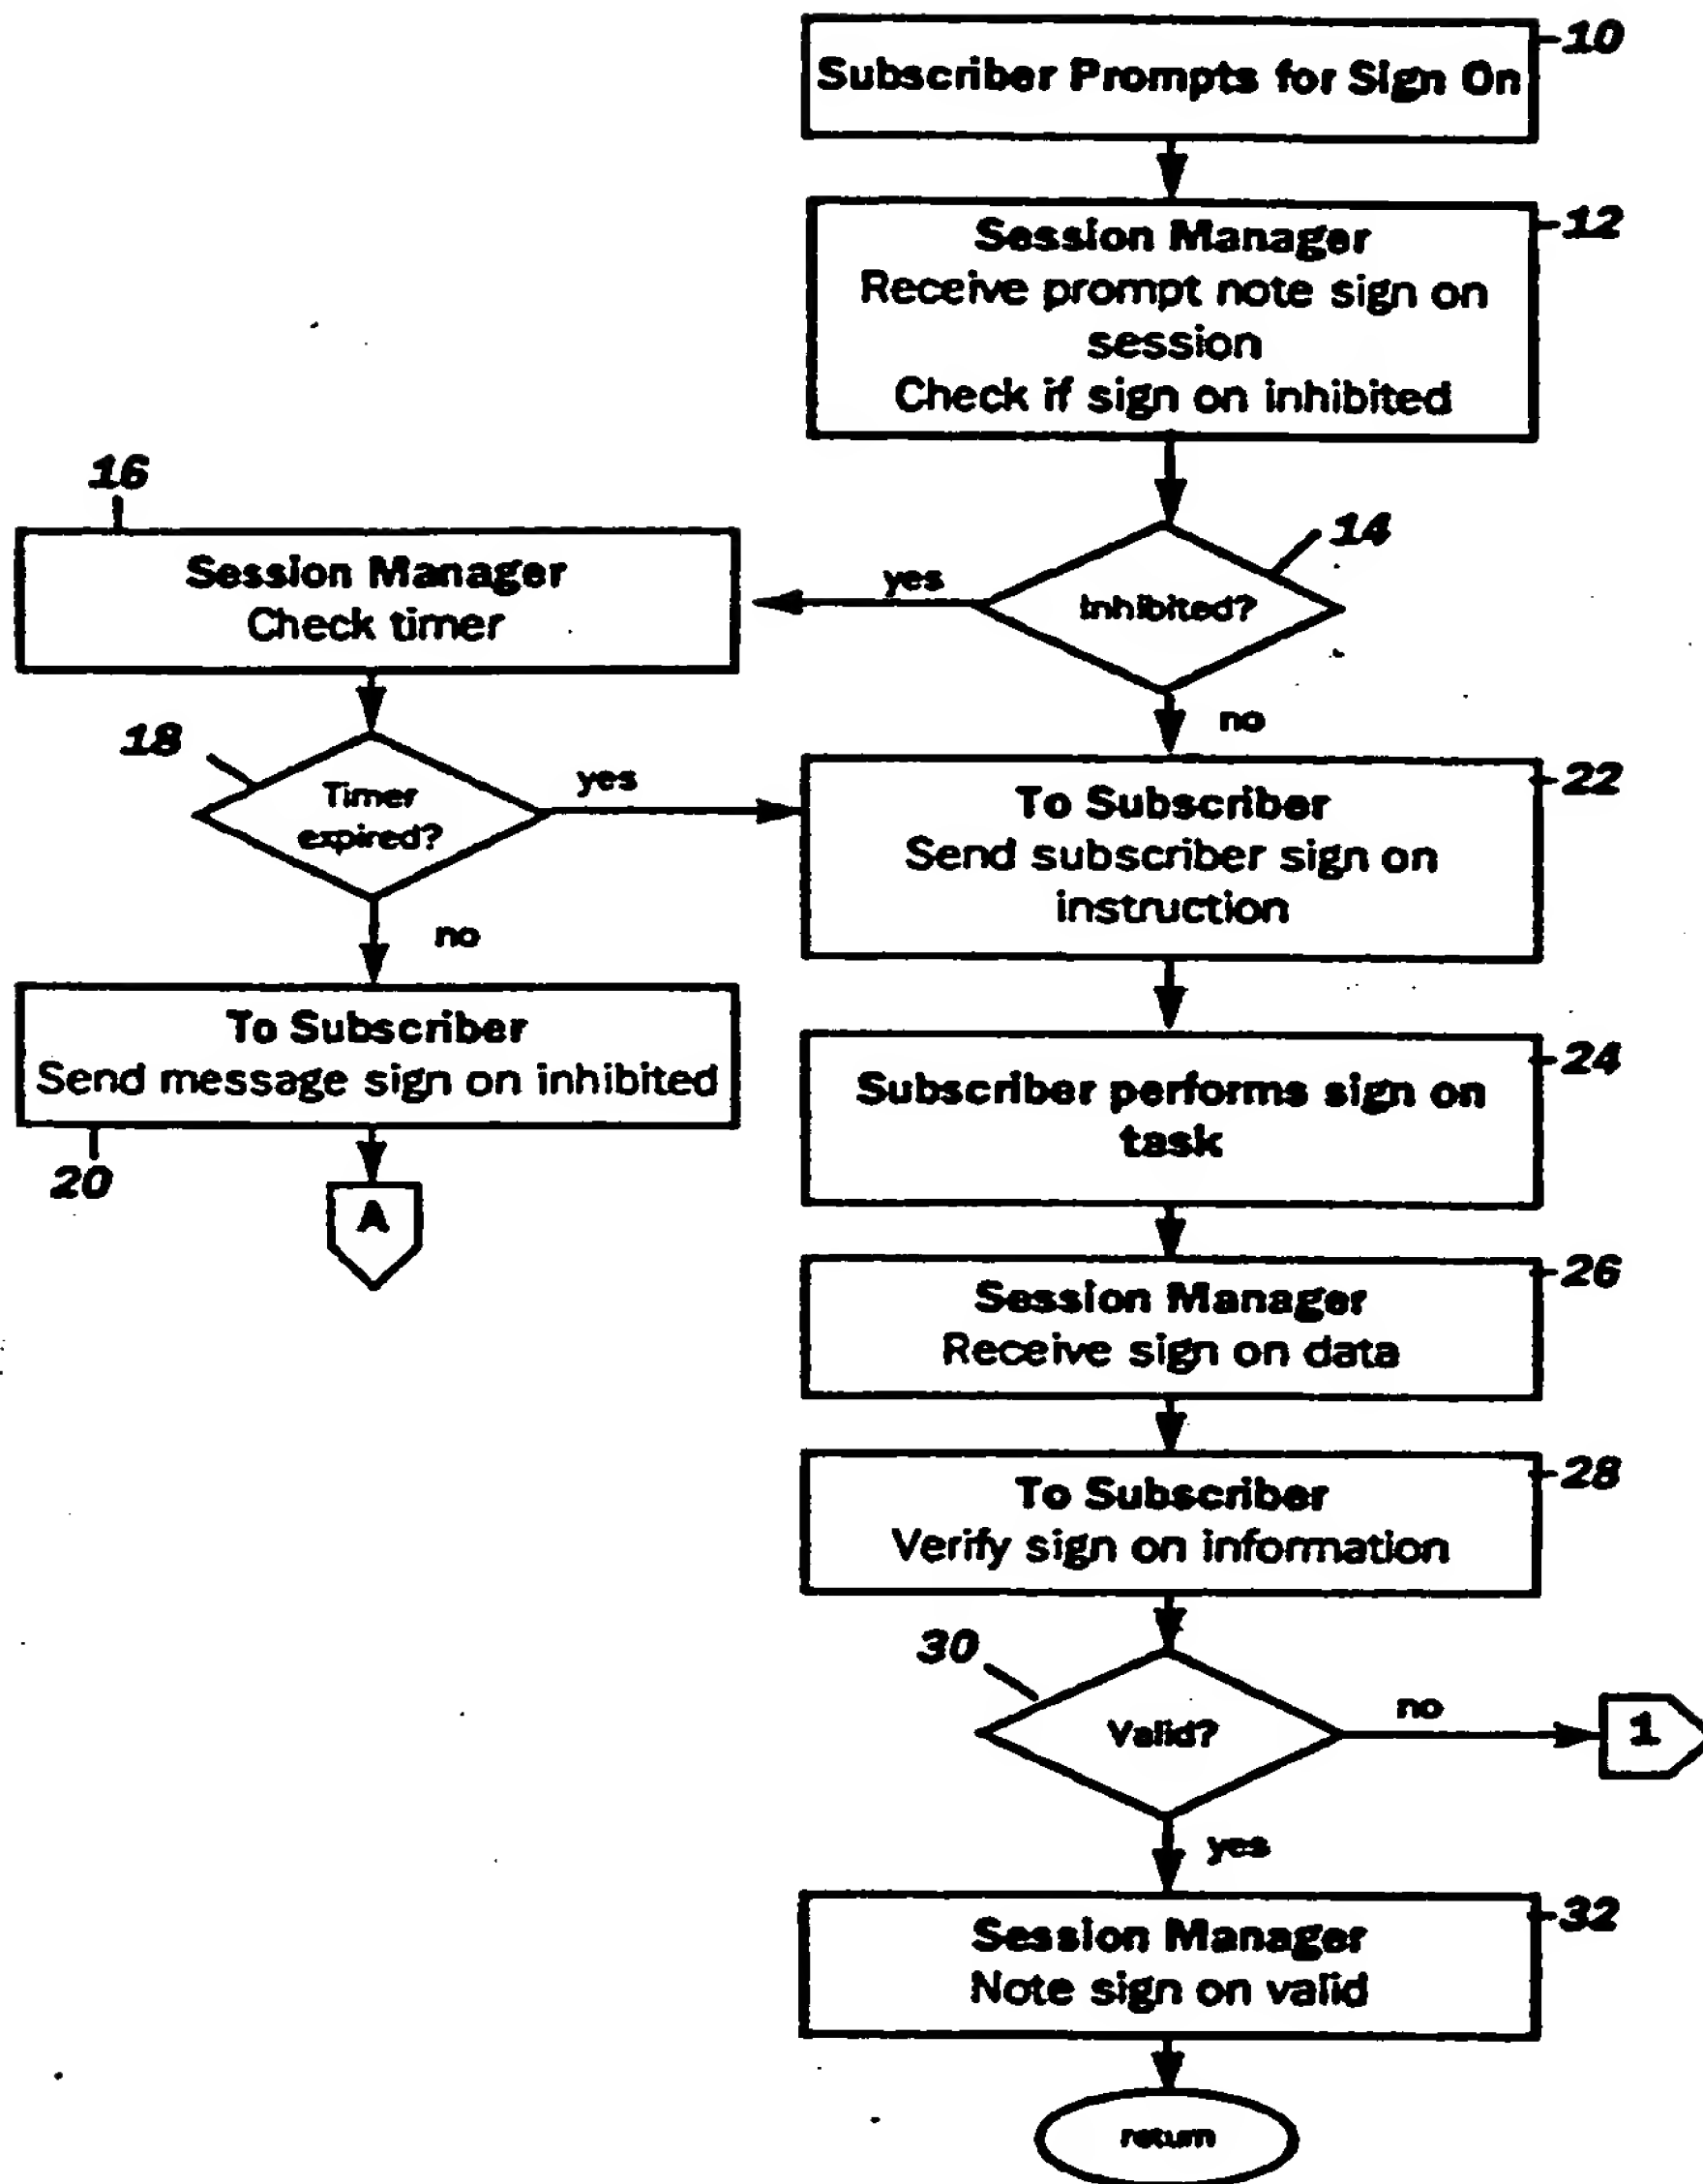 10
Subscriber Prompts for Sign On
12
Session Manager
Receive prompt note sign on
session
Check if sign on inhibited
16
Session Manager
Check timer
yes
14
Inhibited?
no
18
Timer
expired?
yes
22
To Subscriber
Send subscriber sign on
instruction
no
To Subscriber
Send message sign on inhibited
20
A
24
Subscriber performs sign on
task
26
Session Manager
Receive sign on data
28
To Subscriber
Verify sign on information
30
Valid?
no
1
yes
32
Session Manager
Note sign on valid
return